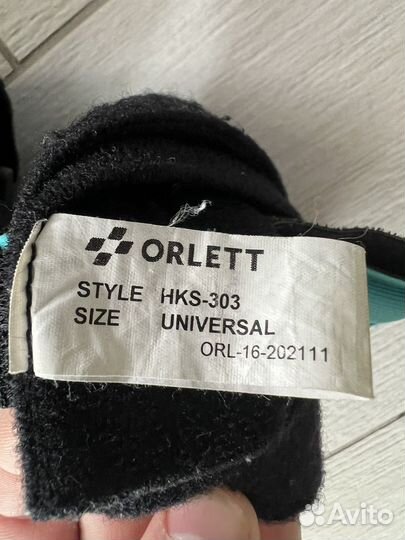 ORLETT
STYLE HKS-303
SIZE UNIVERSAL
ORL-16-202111
Avito